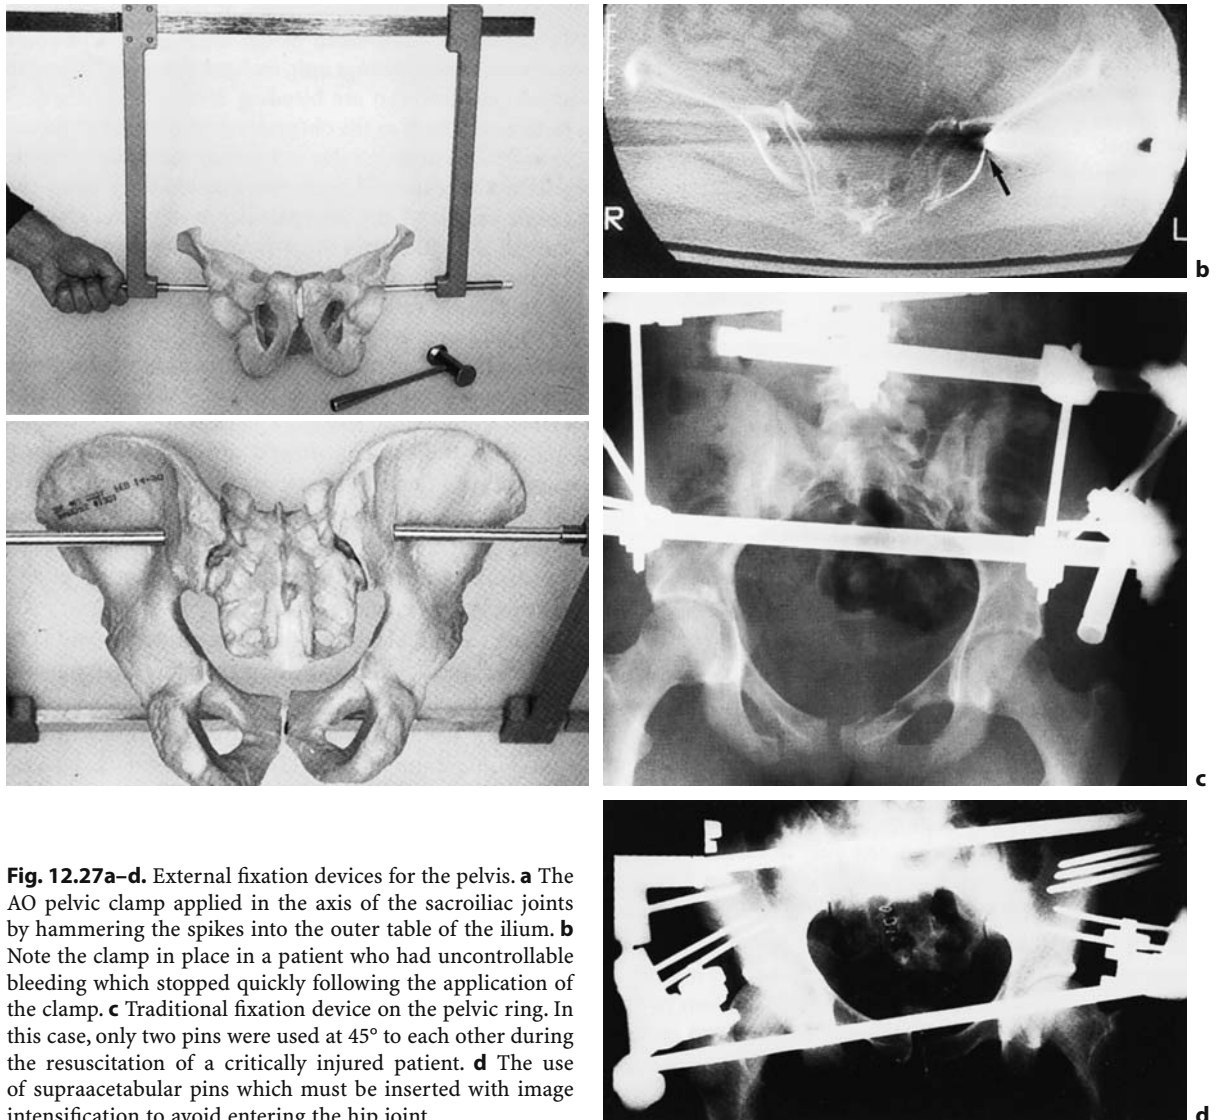 R
L
b
c
Fig. 12.27a–d. External fixation devices for the pelvis. a The
AO pelvic clamp applied in the axis of the sacroiliac joints
by hammering the spikes into the outer table of the ilium. b
Note the clamp in place in a patient who had uncontrollable
bleeding which stopped quickly following the application of
the clamp. c Traditional fixation device on the pelvic ring. In
this case, only two pins were used at 45° to each other during
the resuscitation of a critically injured patient. d The use
of supraacetabular pins which must be inserted with image
intensification to avoid entering the hip joint
d